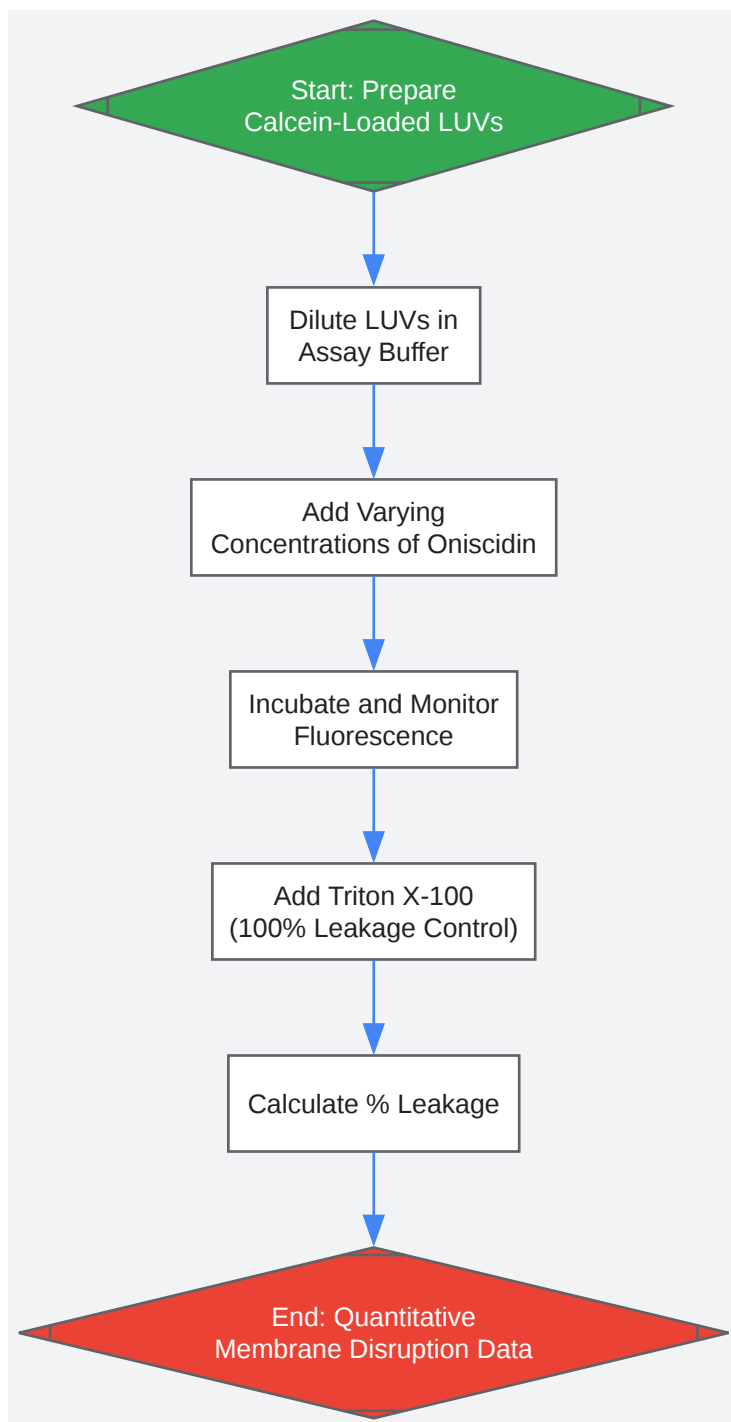 Start: Prepare
Calcein-Loaded LUVs
Dilute LUVs in
Assay Buffer
Add Varying
Concentrations of Oniscidin
Incubate and Monitor
Fluorescence
Add Triton X-100
(100% Leakage Control)
Calculate % Leakage
End: Quantitative
Membrane Disruption Data